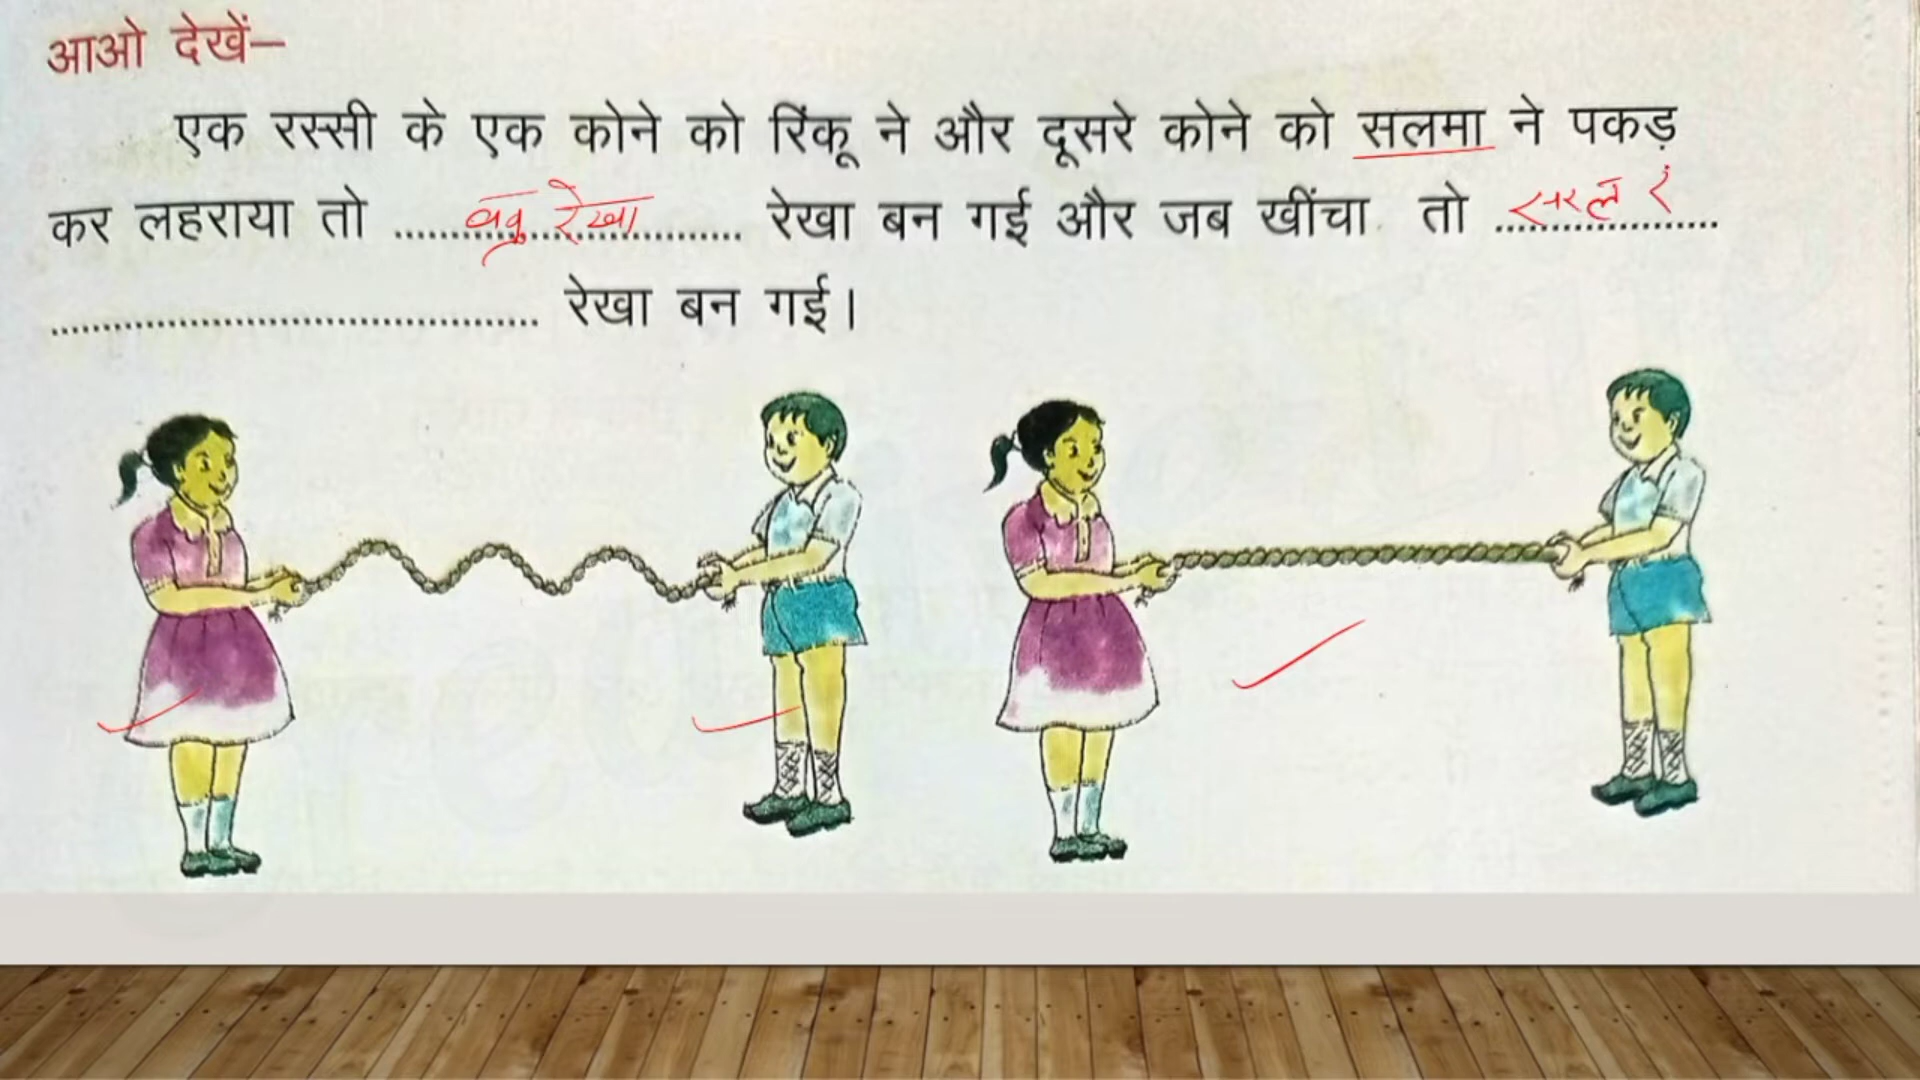 आओ देखें–
एक रस्सी के एक कोने को रिंकू ने और दूसरे कोने को सलमा ने पकड़
कर लहराया तो .....वक्र रेखा..... रेखा बन गई और जब खींचा तो .....सरल रे.....
..... रेखा बन गई।